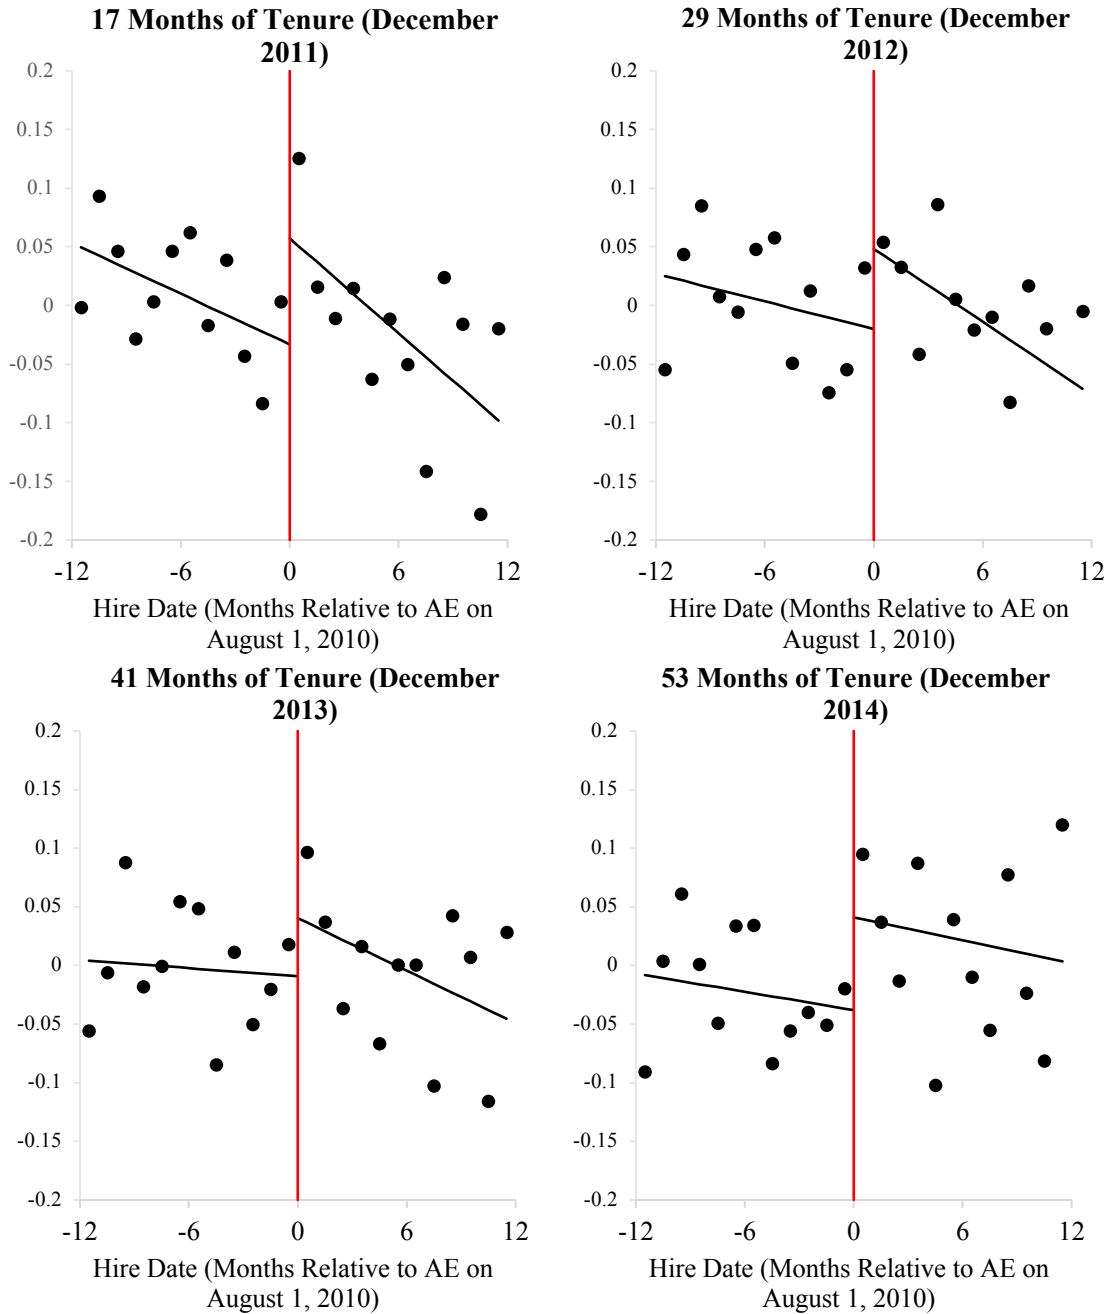 17 Months of Tenure (December
2011)
0.2
0.15
0.1
0.05
0
-0.05
-0.1
-0.15
-0.2
-12 -6 0 6 12
Hire Date (Months Relative to AE on
August 1, 2010)
29 Months of Tenure (December
2012)
0.2
0.15
0.1
0.05
0
-0.05
-0.1
-0.15
-0.2
-12 -6 0 6 12
Hire Date (Months Relative to AE on
August 1, 2010)
41 Months of Tenure (December
2013)
0.2
0.15
0.1
0.05
0
-0.05
-0.1
-0.15
-0.2
-12 -6 0 6 12
Hire Date (Months Relative to AE on
August 1, 2010)
53 Months of Tenure (December
2014)
0.2
0.15
0.1
0.05
0
-0.05
-0.1
-0.15
-0.2
-12 -6 0 6 12
Hire Date (Months Relative to AE on
August 1, 2010)